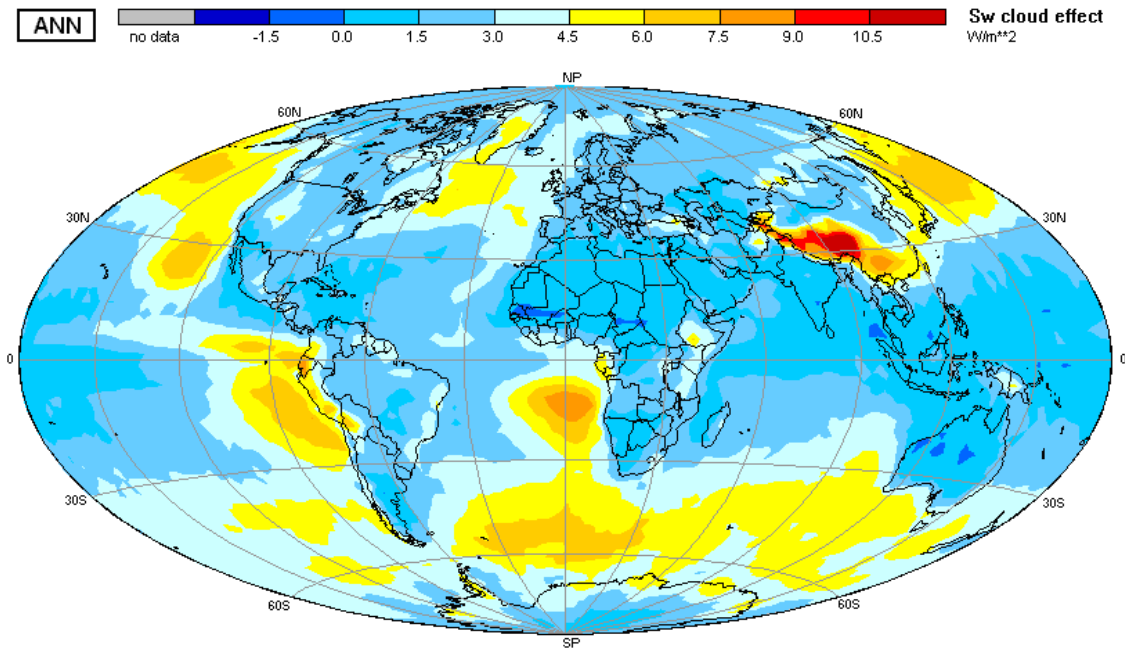 ANN
no data -1.5 0.0 1.5 3.0 4.5 6.0 7.5 9.0 10.5
Sw cloud effect
W/m**2
NP
60N 60N
30N 30N
0 0
30S 30S
60S 60S
SP